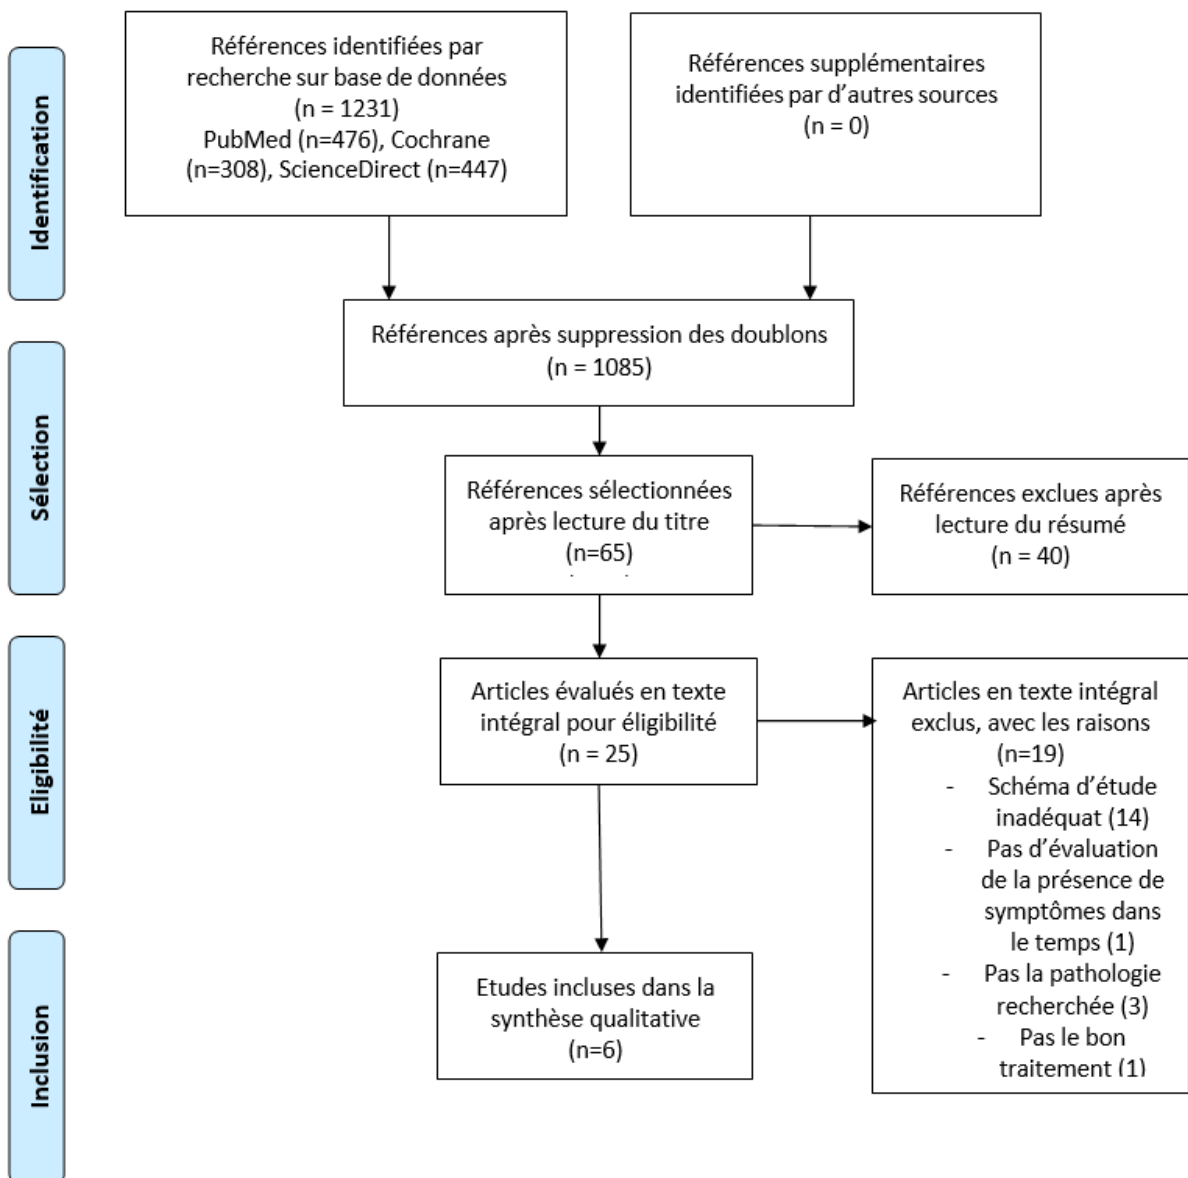 Identification
Références identifiées par
recherche sur base de données
(n = 1231)
PubMed (n=476), Cochrane
(n=308), ScienceDirect (n=447)
Références supplémentaires
identifiées par d'autres sources
(n = 0)
Références après suppression des doublons
(n = 1085)
Sélection
Références sélectionnées
après lecture du titre
(n=65)
Références exclues après
lecture du résumé
(n = 40)
Eligibilité
Articles évalués en texte
intégral pour éligibilité
(n = 25)
Articles en texte intégral
exclus, avec les raisons
(n=19)
- Schéma d'étude
inadéquat (14)
- Pas d'évaluation
de la présence de
symptômes dans
le temps (1)
- Pas la pathologie
recherchée (3)
- Pas le bon
traitement (1)
Inclusion
Etudes incluses dans la
synthèse qualitative
(n=6)